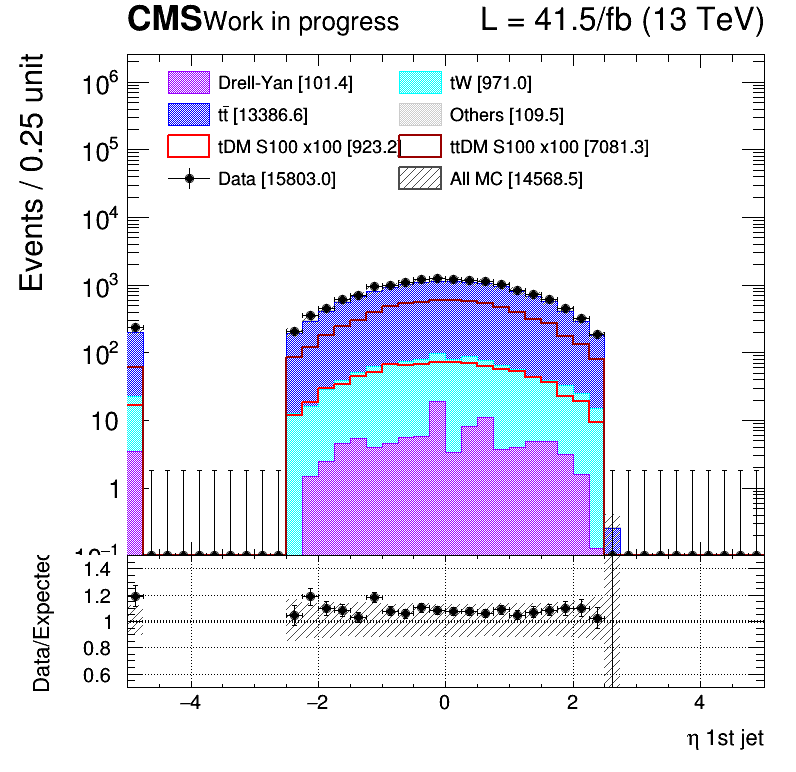 CMS Work in progress L = 41.5/fb (13 TeV)
Events / 0.25 unit
10⁶
10⁵
10⁴
10³
10²
10
1
10⁻¹
Drell-Yan [101.4] tW [971.0]
tt̄ [13386.6] Others [109.5]
tDM S100 x100 [923.2] ttDM S100 x100 [7081.3]
Data [15803.0] All MC [14568.5]
Data/Expected
1.4
1.2
1
0.8
0.6
−4 −2 0 2 4
η 1st jet